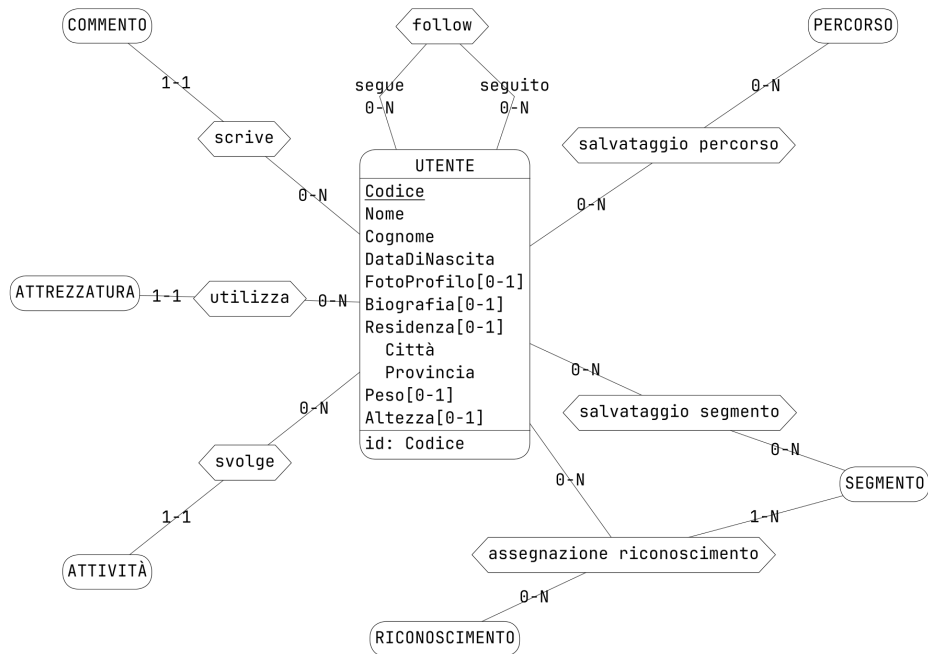 COMMENTO
follow
PERCORSO
1-1
segue
0-N
seguito
0-N
0-N
scrive
salvataggio percorso
0-N
0-N
UTENTE
Codice
Nome
Cognome
DataDiNascita
FotoProfilo[0-1]
Biografia[0-1]
Residenza[0-1]
Città
Provincia
Peso[0-1]
Altezza[0-1]
id: Codice
ATTREZZATURA
1-1
utilizza
0-N
0-N
salvataggio segmento
0-N
0-N
svolge
1-1
ATTIVITÀ
0-N
SEGMENTO
1-N
assegnazione riconoscimento
0-N
RICONOSCIMENTO